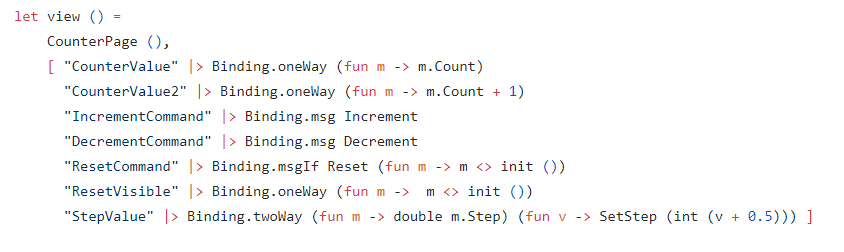 let view () =
    CounterPage (),
    [ "CounterValue" |> Binding.oneWay (fun m -> m.Count)
      "CounterValue2" |> Binding.oneWay (fun m -> m.Count + 1)
      "IncrementCommand" |> Binding.msg Increment
      "DecrementCommand" |> Binding.msg Decrement
      "ResetCommand" |> Binding.msgIf Reset (fun m -> m <> init ())
      "ResetVisible" |> Binding.oneWay (fun m ->  m <> init ())
      "StepValue" |> Binding.twoWay (fun m -> double m.Step) (fun v -> SetStep (int (v + 0.5))) ]